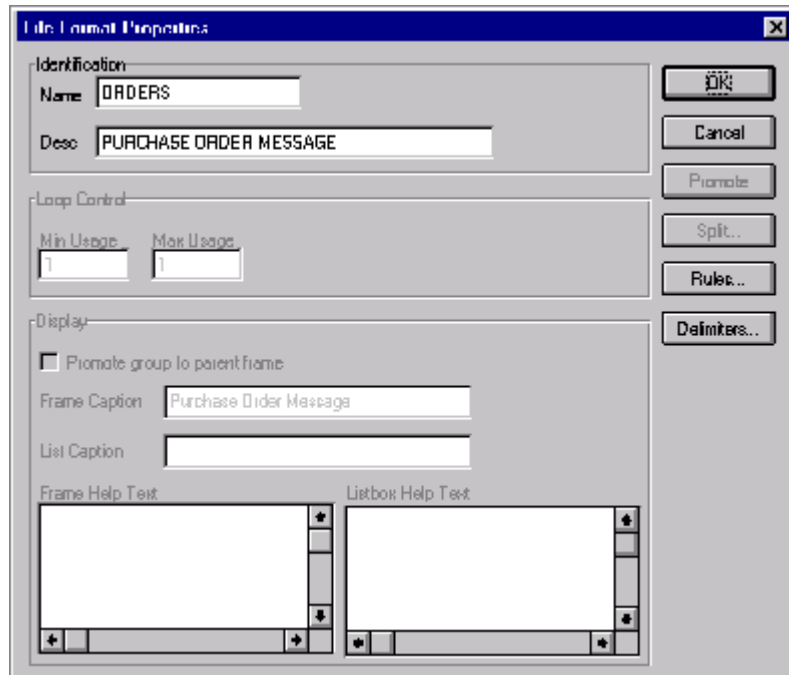 File Format Properties
Identification
Name ORDERS
OK
Desc PURCHASE ORDER MESSAGE
Cancel
Promote
Loop Control
Min Usage Max Usage
1 1
Split...
Rules...
Display
Delimiters...
Promote group to parent frame
Frame Caption Purchase Order Message
List Caption
Frame Help Text Listbox Help Text